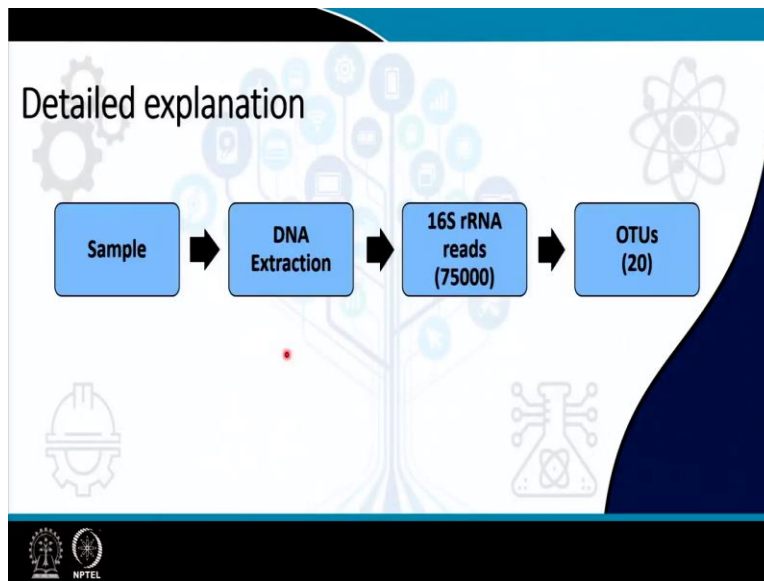 Detailed explanation
Sample
DNA
Extraction
16S rRNA
reads
(75000)
OTUs
(20)
NPTEL